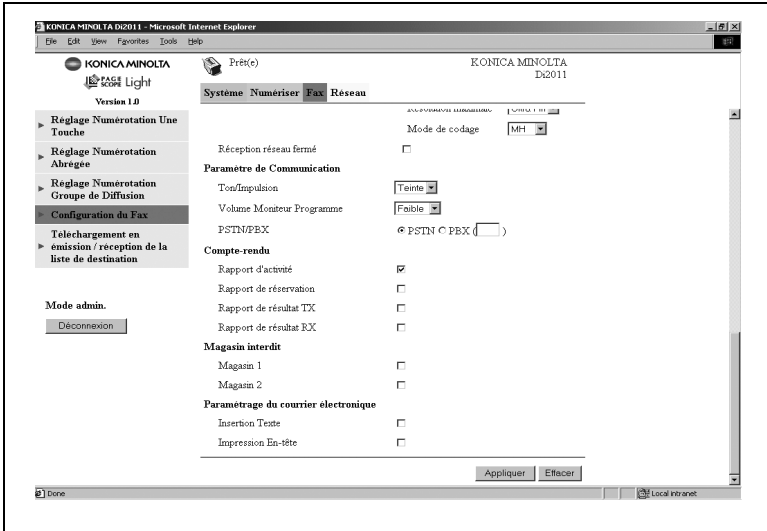 KONICA MINOLTA Di2011 - Microsoft Internet Explorer
File Edit View Favorites Tools Help
KONICA MINOLTA
PAGE SCOPE Light
Version 1.0
Prêt(e)
KONICA MINOLTA
Di2011
Système Numériser Fax Réseau
Réglage Numérotation Une Touche
Réglage Numérotation Abrégée
Réglage Numérotation Groupe de Diffusion
Configuration du Fax
Téléchargement en émission / réception de la liste de destination
Mode admin.
Déconnexion
Résolution maximale Ultra Fin
Mode de codage MH
Réception réseau fermé
Paramètre de Communication
Ton/Impulsion Teinte
Volume Moniteur Programme Faible
PSTN/PBX PSTN PBX ( )
Compte-rendu
Rapport d'activité
Rapport de réservation
Rapport de résultat TX
Rapport de résultat RX
Magasin interdit
Magasin 1
Magasin 2
Paramétrage du courrier électronique
Insertion Texte
Impression En-tête
Appliquer Effacer
Done
Local intranet